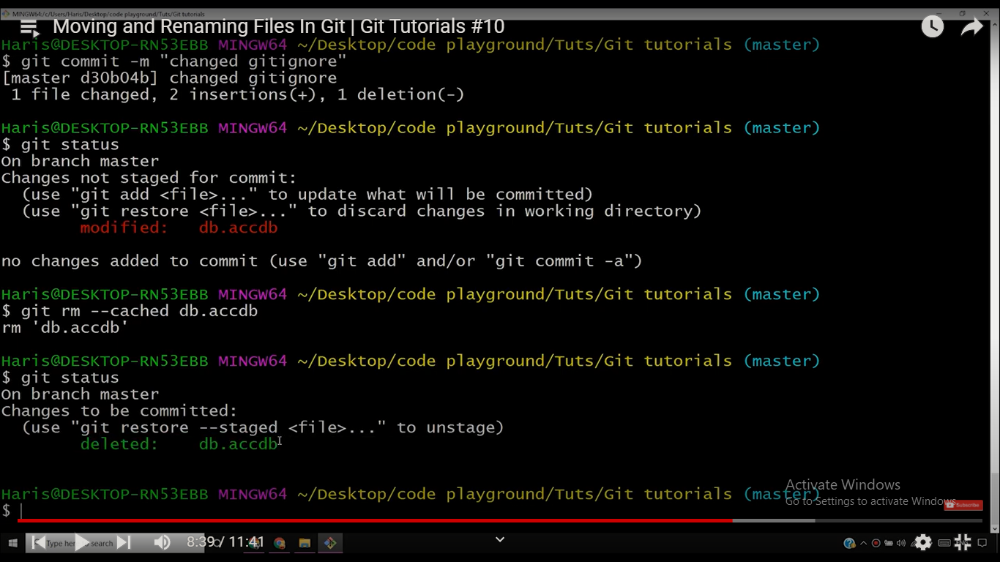 MINGW64:/c/Users/Haris/Desktop/code playground/Tuts/Git tutorials
Moving and Renaming Files In Git | Git Tutorials #10
Haris@DESKTOP-RN53EBB MINGW64 ~/Desktop/code playground/Tuts/Git tutorials (master)
$ git commit -m "changed gitignore"
[master d30b04b] changed gitignore
 1 file changed, 2 insertions(+), 1 deletion(-)
Haris@DESKTOP-RN53EBB MINGW64 ~/Desktop/code playground/Tuts/Git tutorials (master)
$ git status
On branch master
Changes not staged for commit:
  (use "git add <file>..." to update what will be committed)
  (use "git restore <file>..." to discard changes in working directory)
        modified:   db.accdb
no changes added to commit (use "git add" and/or "git commit -a")
Haris@DESKTOP-RN53EBB MINGW64 ~/Desktop/code playground/Tuts/Git tutorials (master)
$ git rm --cached db.accdb
rm 'db.accdb'
Haris@DESKTOP-RN53EBB MINGW64 ~/Desktop/code playground/Tuts/Git tutorials (master)
$ git status
On branch master
Changes to be committed:
  (use "git restore --staged <file>..." to unstage)
        deleted:    db.accdb
Haris@DESKTOP-RN53EBB MINGW64 ~/Desktop/code playground/Tuts/Git tutorials (master)
$
Activate Windows
Go to Settings to activate Windows.
Subscribe
Type here search
8:39 / 11:41